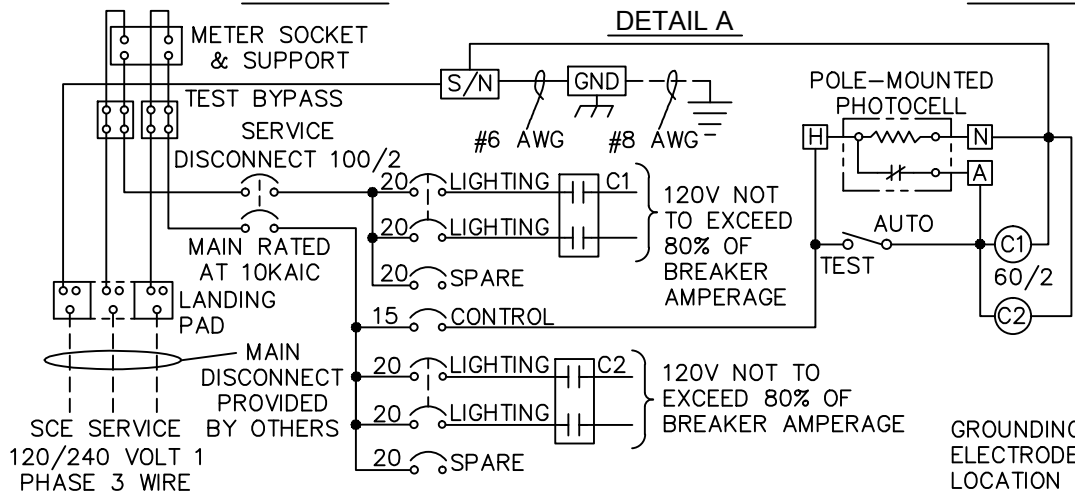 DETAIL A
METER SOCKET
& SUPPORT
TEST BYPASS
SERVICE
DISCONNECT 100/2
MAIN RATED
AT 10KAIC
LANDING
PAD
MAIN
DISCONNECT
PROVIDED
BY OTHERS
SCE SERVICE
120/240 VOLT 1
PHASE 3 WIRE
S/N
GND
#6 AWG
#8 AWG
20 LIGHTING C1
20 LIGHTING
20 SPARE
15 CONTROL
20 LIGHTING C2
20 LIGHTING
20 SPARE
120V NOT
TO EXCEED
80% OF
BREAKER
AMPERAGE
120V NOT TO
EXCEED 80% OF
BREAKER AMPERAGE
POLE-MOUNTED
PHOTOCELL
H
N
A
AUTO
TEST
C1
60/2
C2
GROUNDING
ELECTRODE
LOCATION